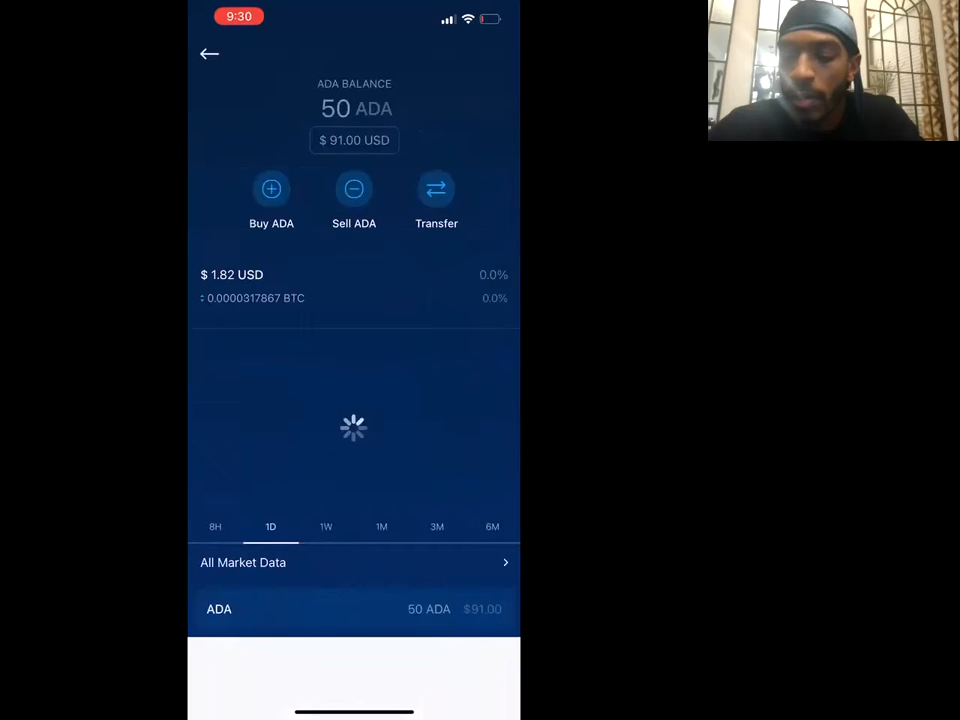 9:30
ADA BALANCE
50 ADA
$ 91.00 USD
Buy ADA Sell ADA Transfer
$ 1.82 USD 0.0%
0.0000317867 BTC 0.0%
8H 1D 1W 1M 3M 6M
All Market Data
ADA 50 ADA $91.00